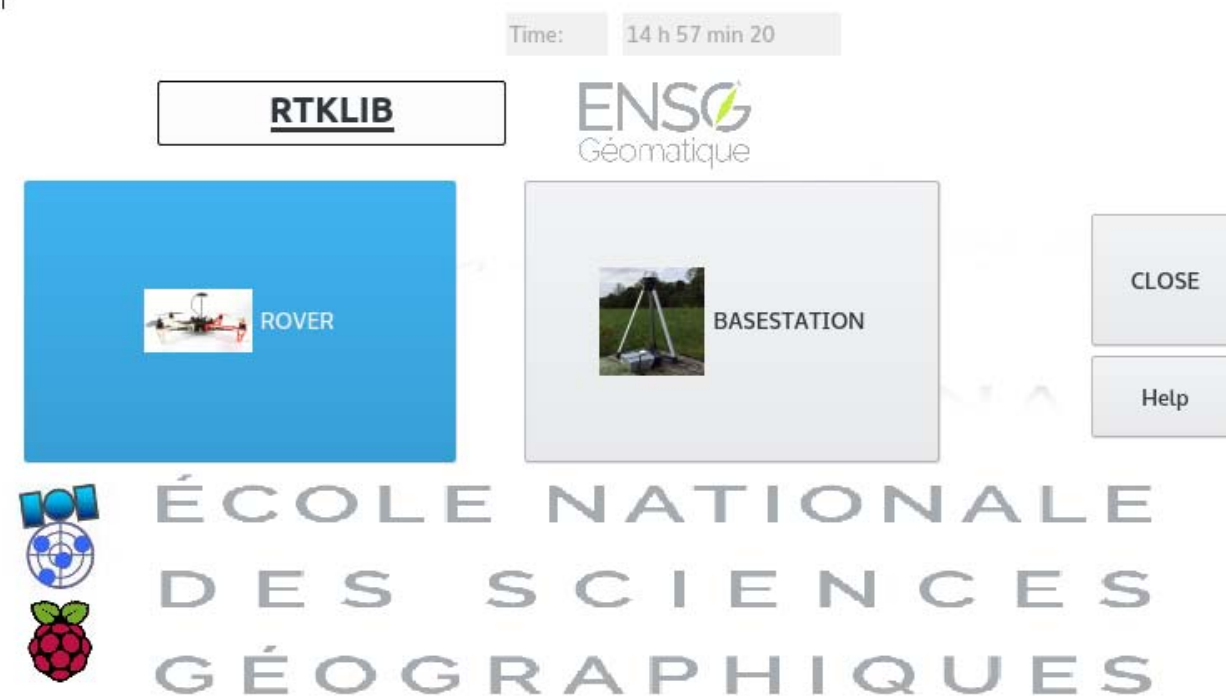 Time: 14 h 57 min 20
RTKLIB
ENSG
Géomatique
ROVER
BASESTATION
CLOSE
Help
ÉCOLE NATIONALE
DES SCIENCES
GÉOGRAPHIQUES